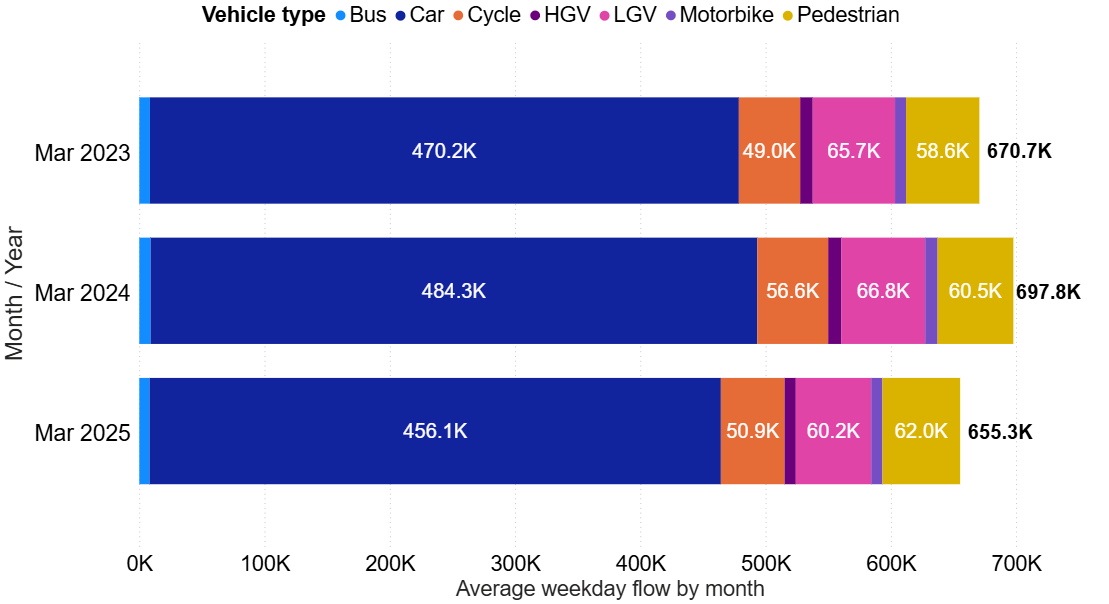 Vehicle type Bus Car Cycle HGV LGV Motorbike Pedestrian
Mar 2023 470.2K 49.0K 65.7K 58.6K 670.7K
Mar 2024 484.3K 56.6K 66.8K 60.5K 697.8K
Mar 2025 456.1K 50.9K 60.2K 62.0K 655.3K
Month / Year
0K 100K 200K 300K 400K 500K 600K 700K
Average weekday flow by month